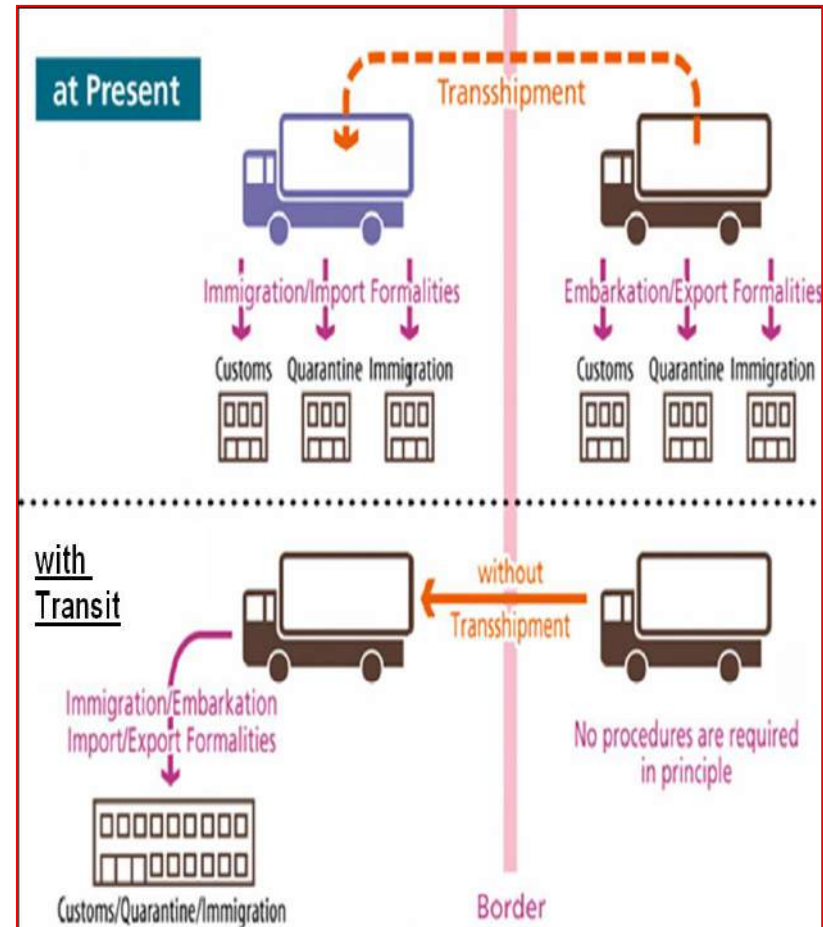 at Present
Transshipment
Immigration/Import Formalities
Embarkation/Export Formalities
Customs Quarantine Immigration
Customs Quarantine Immigration
with
Transit
without
Transshipment
Immigration/Embarkation
Import/Export Formalities
No procedures are required
in principle
Customs/Quarantine/Immigration
Border